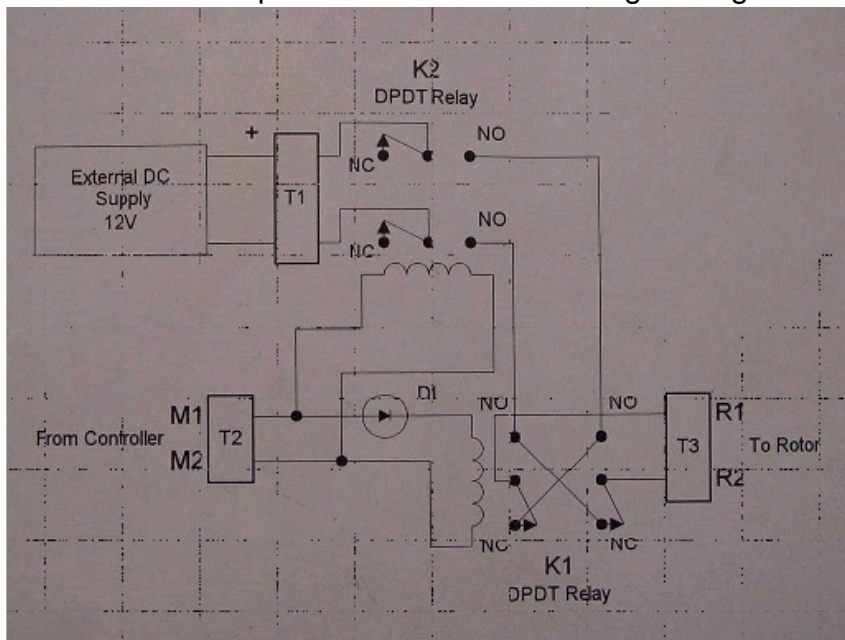 K2
DPDT Relay
+
NO
NC
External DC
Supply
12V
T1
NO
NC
D1
M1
From Controller
T2
M2
NO
NO
R1
T3
To Rotor
R2
NC
NC
K1
DPDT Relay